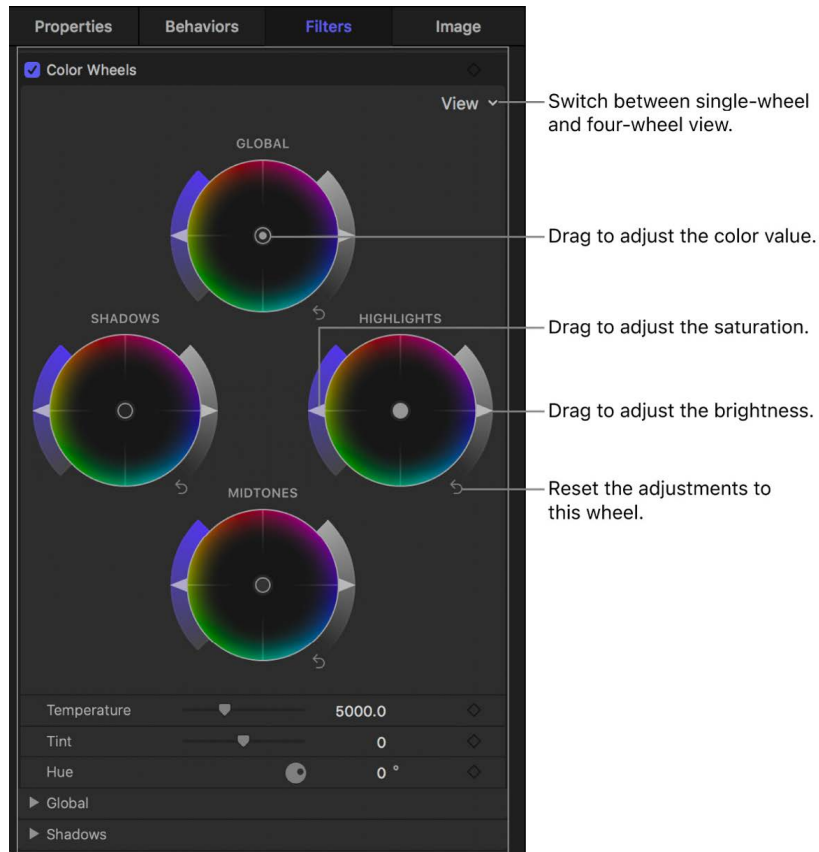 Properties Behaviors Filters Image
Color Wheels
View
Switch between single-wheel
and four-wheel view.
GLOBAL
Drag to adjust the color value.
SHADOWS
HIGHLIGHTS
Drag to adjust the saturation.
Drag to adjust the brightness.
Reset the adjustments to
this wheel.
MIDTONES
Temperature 5000.0
Tint 0
Hue 0 °
Global
Shadows